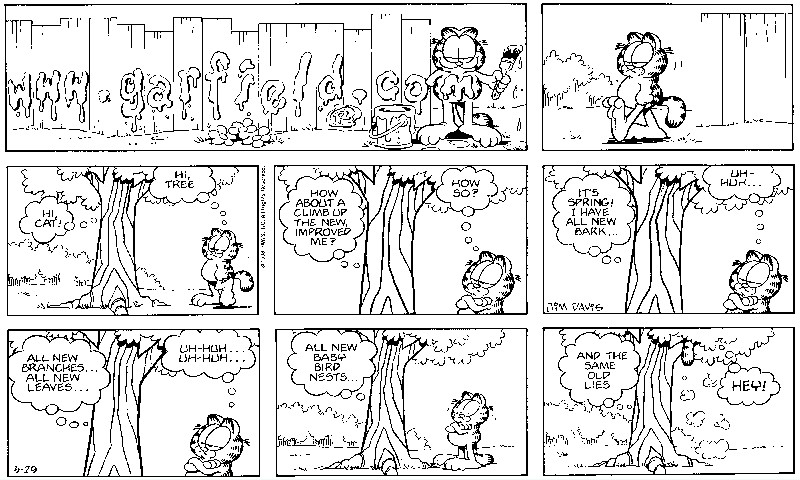 www.garfield.com
HI,
TREE
HI,
CAT!
HOW
ABOUT A
CLIMB UP
THE NEW,
IMPROVED
ME?
HOW
SO?
IT'S
SPRING!
I HAVE
ALL NEW
BARK...
UH-
HUH...
JIM DAVIS
ALL NEW
BRANCHES...
ALL NEW
LEAVES...
UH-HUH...
UH-HUH...
3-29
ALL NEW
BABY
BIRD
NESTS...
AND THE
SAME
OLD
LIES
HEY!